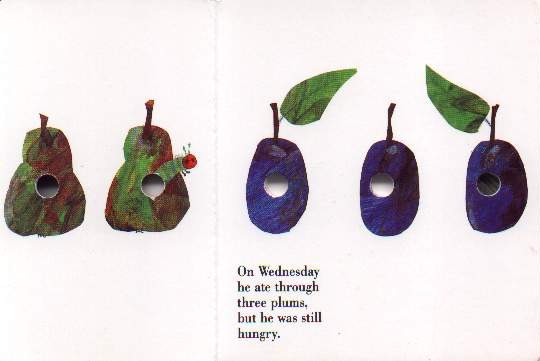 On Wednesday
he ate through
three plums,
but he was still
hungry.